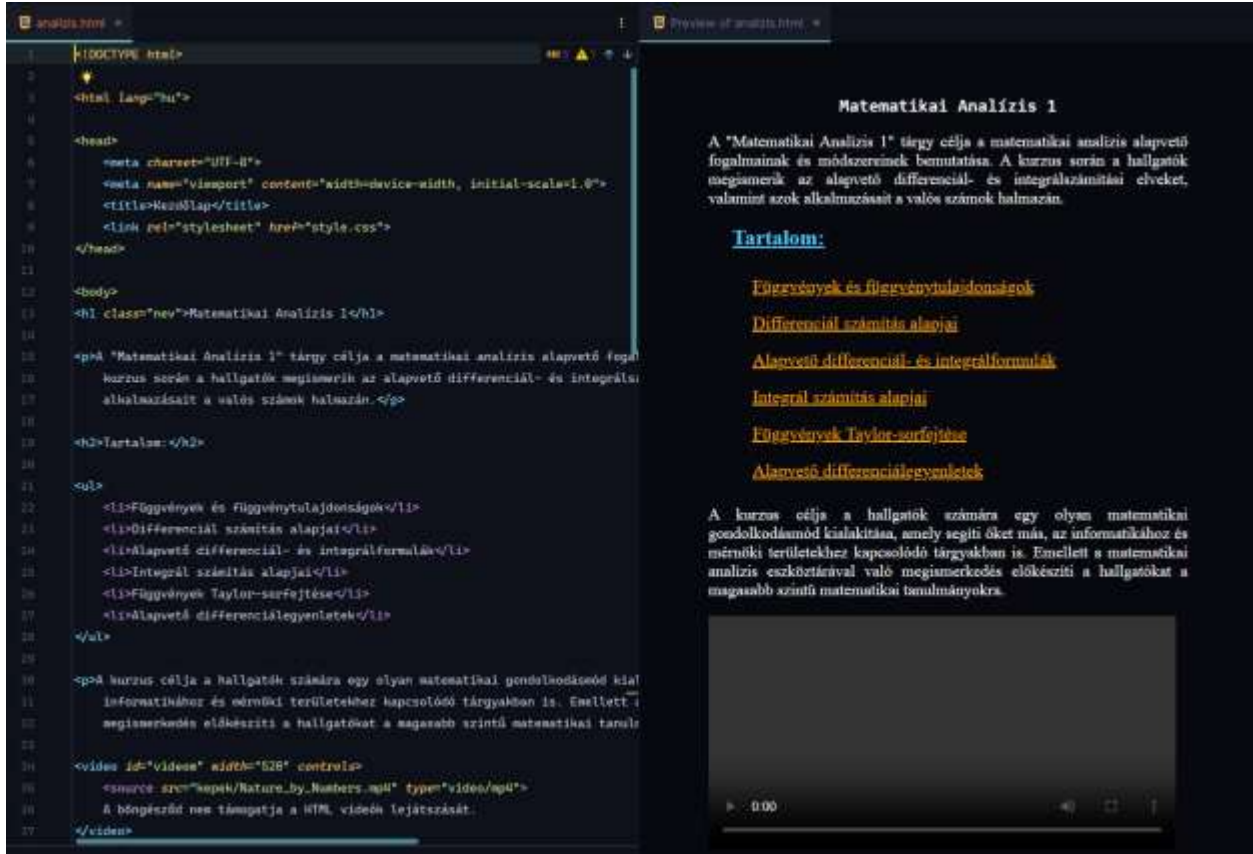 analizis.html
<!DOCTYPE html>
<html lang="hu">
<head>
<meta charset="UTF-8">
<meta name="viewport" content="width=device-width, initial-scale=1.0">
<title>Kezdőlap</title>
<link rel="stylesheet" href="style.css">
</head>
<body>
<h1 class="nev">Matematikai Analízis 1</h1>
<p>A "Matematikai Analízis 1" tárgy célja a matematikai analízis alapvető
kurzus során a hallgatók megismerik az alapvető differenciál- és
alkalmazásait a valós számok halmazán.</p>
<h2>Tartalom:</h2>
<ul>
<li>Függvények és függvénytulajdonságok</li>
<li>Differenciál számítás alapjai</li>
<li>Alapvető differenciál- és integrálformulák</li>
<li>Integrál számítás alapjai</li>
<li>Függvények Taylor-sorfejtése</li>
<li>Alapvető differenciálegyenletek</li>
</ul>
<p>A kurzus célja a hallgatók számára egy olyan matematikai gondolkodásmód
informatikához és mérnöki területekhez kapcsolódó tárgyakban is. Emellett
megismerkedés előkészíti a hallgatókat a magasabb szintű matematikai
<video id="videom" width="520" controls>
<source src="kepek/Nature_by_Numbers.mp4" type="video/mp4">
A böngésződ nem támogatja a HTML videók lejátszását.
</video>
Preview of analizis.html
Matematikai Analízis 1
A "Matematikai Analízis 1" tárgy célja a matematikai analízis alapvető
fogalmainak és módszereinek bemutatása. A kurzus során a hallgatók
megismerik az alapvető differenciál- és integrálszámítási elveket,
valamint azok alkalmazásait a valós számok halmazán.
Tartalom:
Függvények és függvénytulajdonságok
Differenciál számítás alapjai
Alapvető differenciál- és integrálformulák
Integrál számítás alapjai
Függvények Taylor-sorfejtése
Alapvető differenciálegyenletek
A kurzus célja a hallgatók számára egy olyan matematikai
gondolkodásmód kialakítása, amely segíti őket más, az informatikához és
mérnöki területekhez kapcsolódó tárgyakban is. Emellett a matematikai
analízis eszköztárával való megismerkedés előkészíti a hallgatókat a
magasabb szintű matematikai tanulmányokra.
0:00